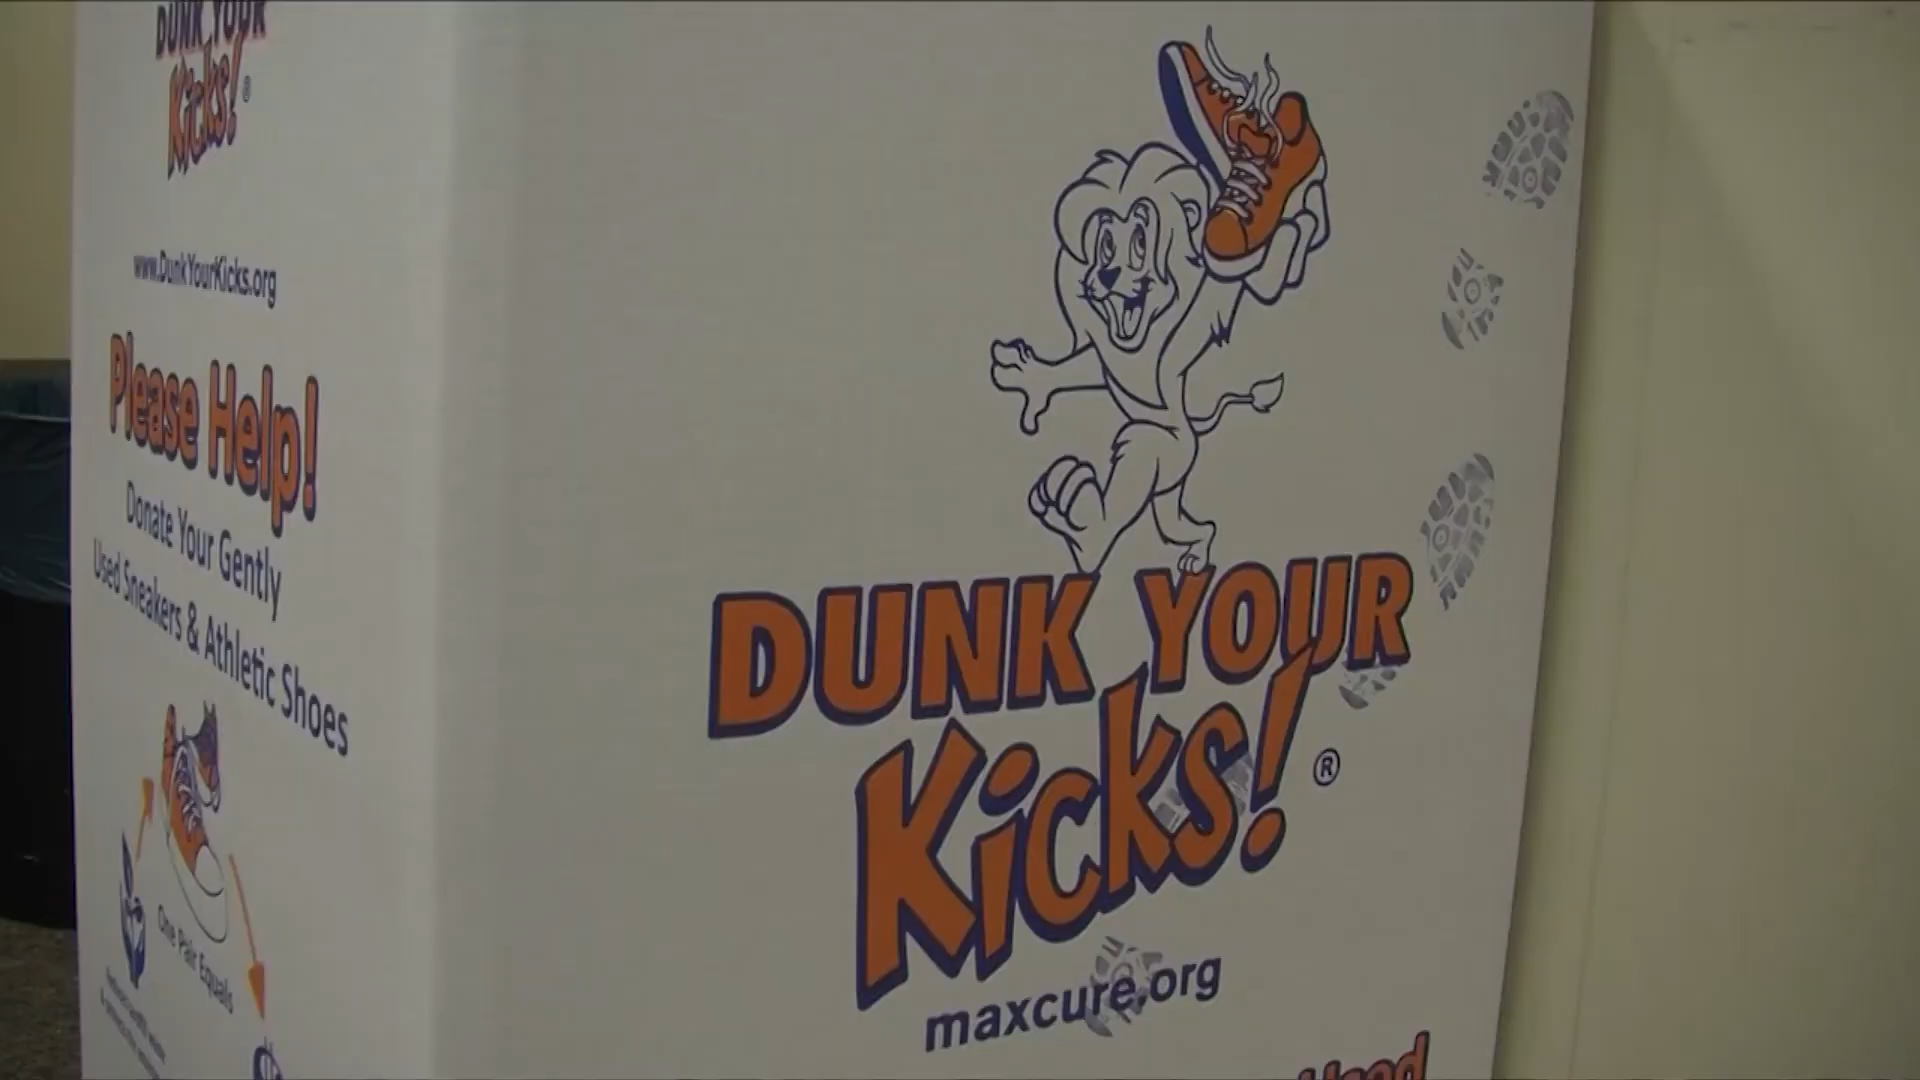 DUNK YOUR
Kicks!®
www.DunkYourKicks.org
Please Help!
Donate Your Gently
Used Sneakers & Athletic Shoes
One Pair Equals
DUNK YOUR
Kicks!®
maxcure.org